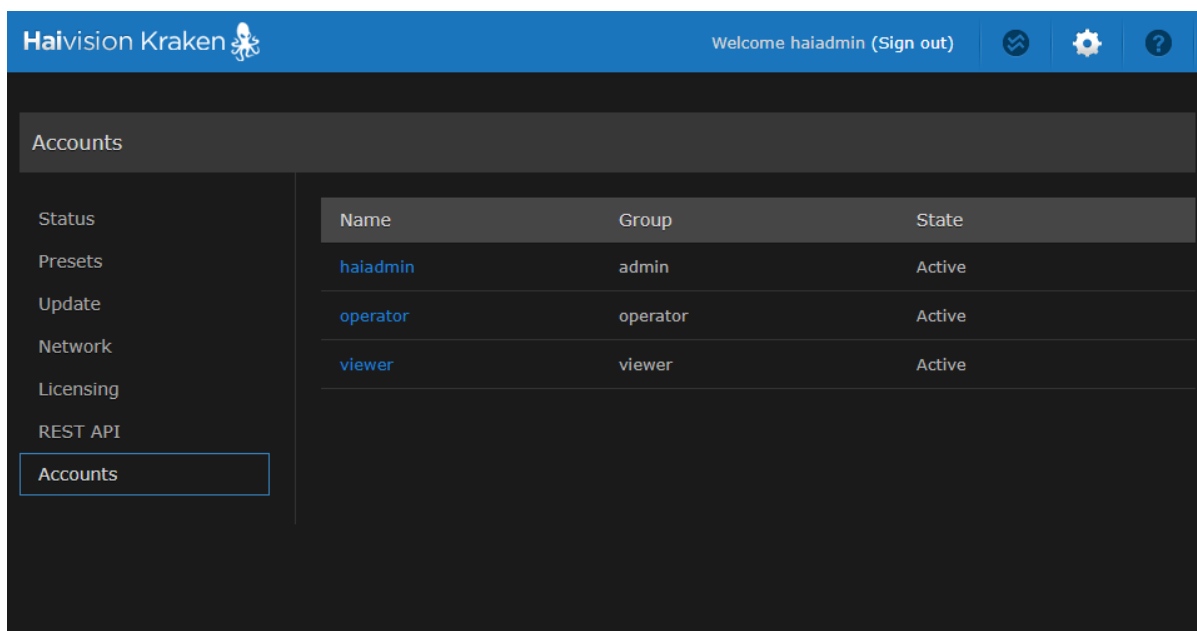 Haivision Kraken
Welcome haiadmin (Sign out)
?
Accounts
Status
Presets
Update
Network
Licensing
REST API
Accounts
Name Group State
haiadmin admin Active
operator operator Active
viewer viewer Active